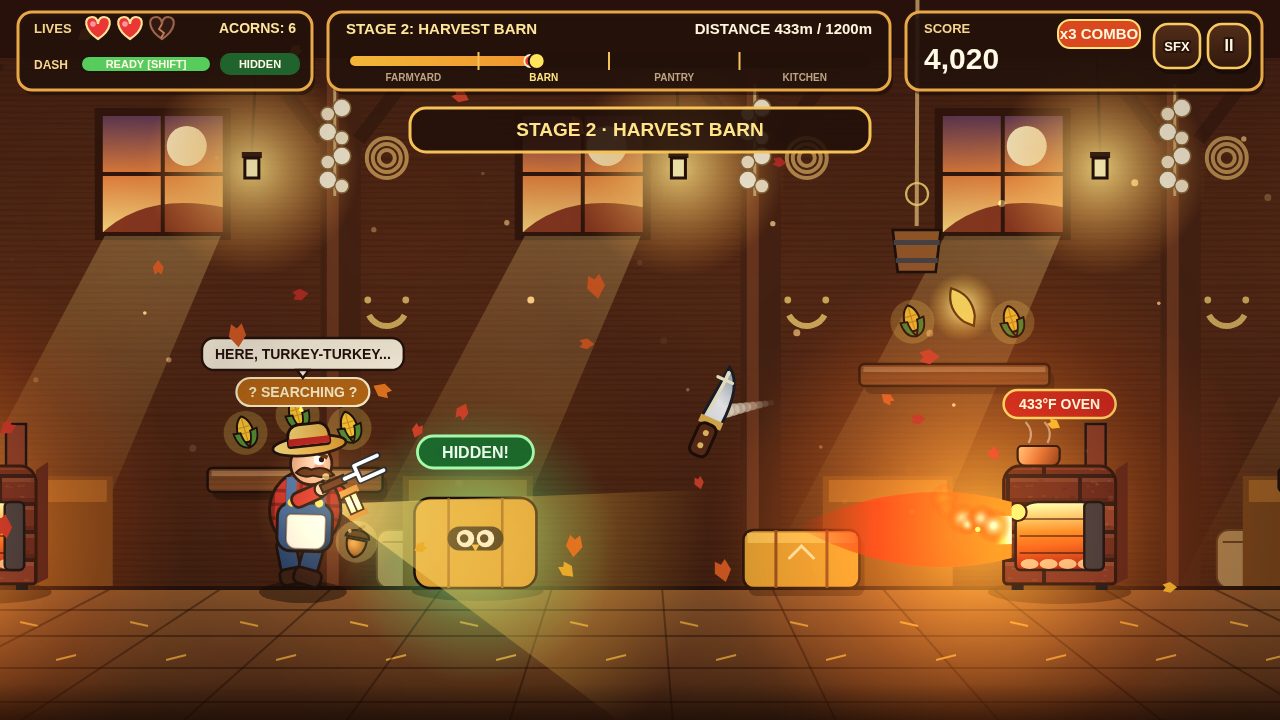 LIVES
ACORNS: 6
DASH
READY [SHIFT]
HIDDEN
STAGE 2: HARVEST BARN
DISTANCE 433m / 1200m
FARMYARD
BARN
PANTRY
KITCHEN
SCORE
4,020
x3 COMBO
SFX
II
STAGE 2 · HARVEST BARN
HERE, TURKEY-TURKEY...
? SEARCHING ?
HIDDEN!
433°F OVEN